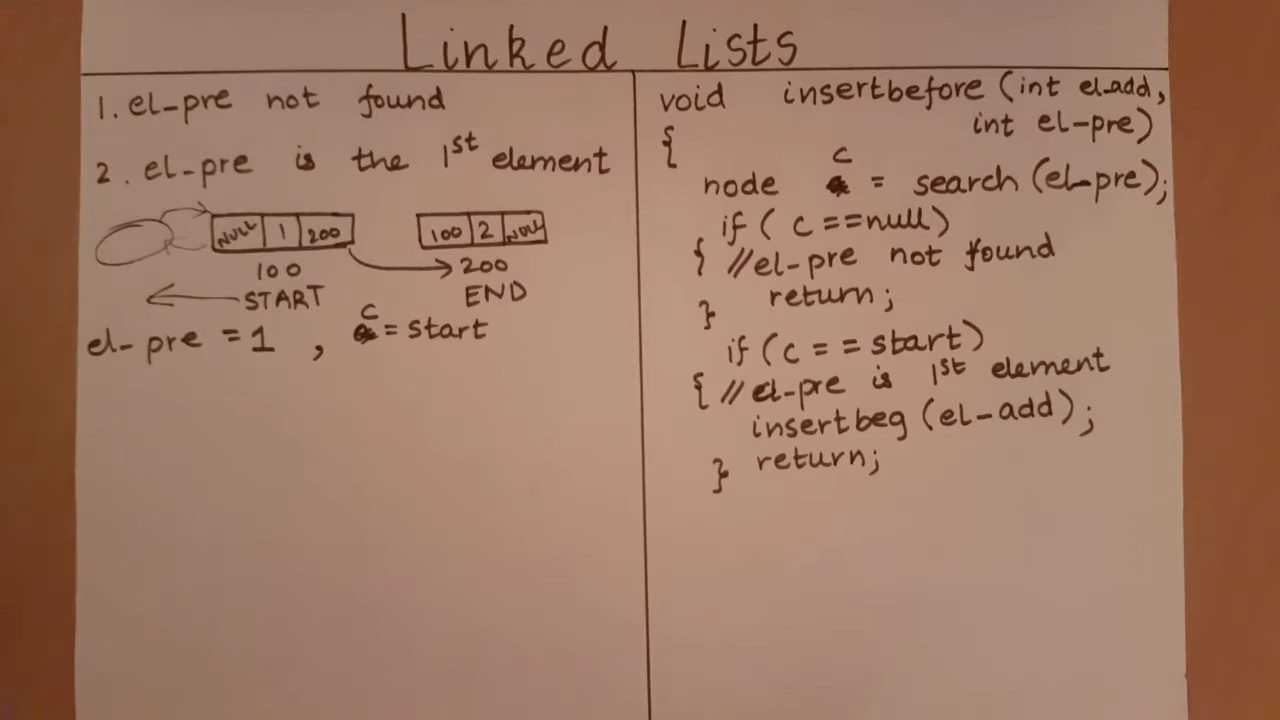 Linked Lists
1. el-pre not found
2. el-pre is the 1st element
NULL 1 200
100 2 NULL
100
200
START
END
el-pre = 1 , c = start
void insertbefore (int el-add,
int el-pre)
{
node c = search (el-pre);
if ( c ==null)
{ //el-pre not found
return;
}
if (c == start)
{ //el-pre is 1st element
insertbeg (el-add);
return;
}